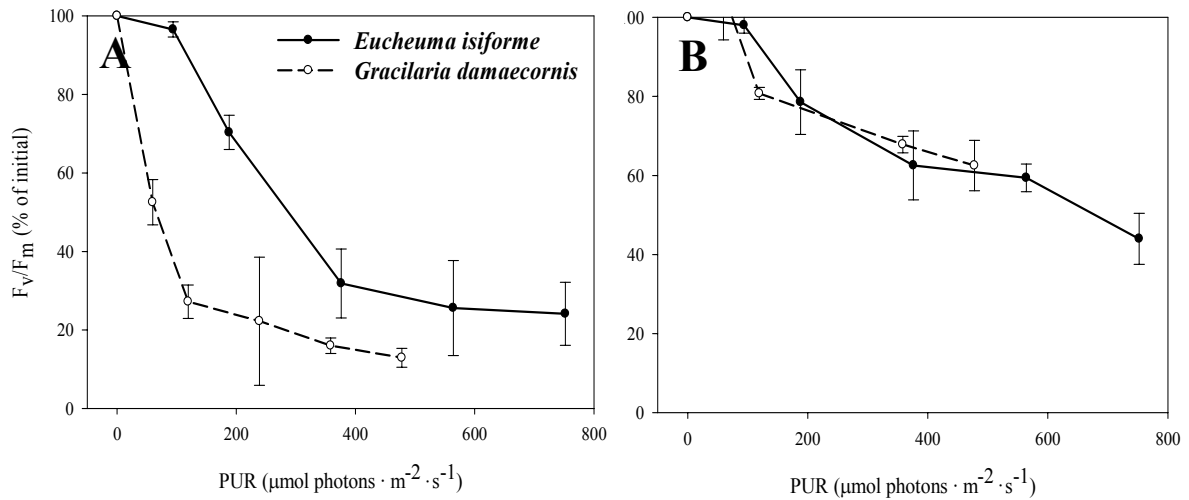 A
Eucheuma isiforme
Gracilaria damaecornis
Fv/Fm (% of initial)
100
80
60
40
20
0
0 200 400 600 800
PUR (μmol photons · m⁻² · s⁻¹)
B
00
80
60
40
20
0
0 200 400 600 800
PUR (μmol photons · m⁻² · s⁻¹)